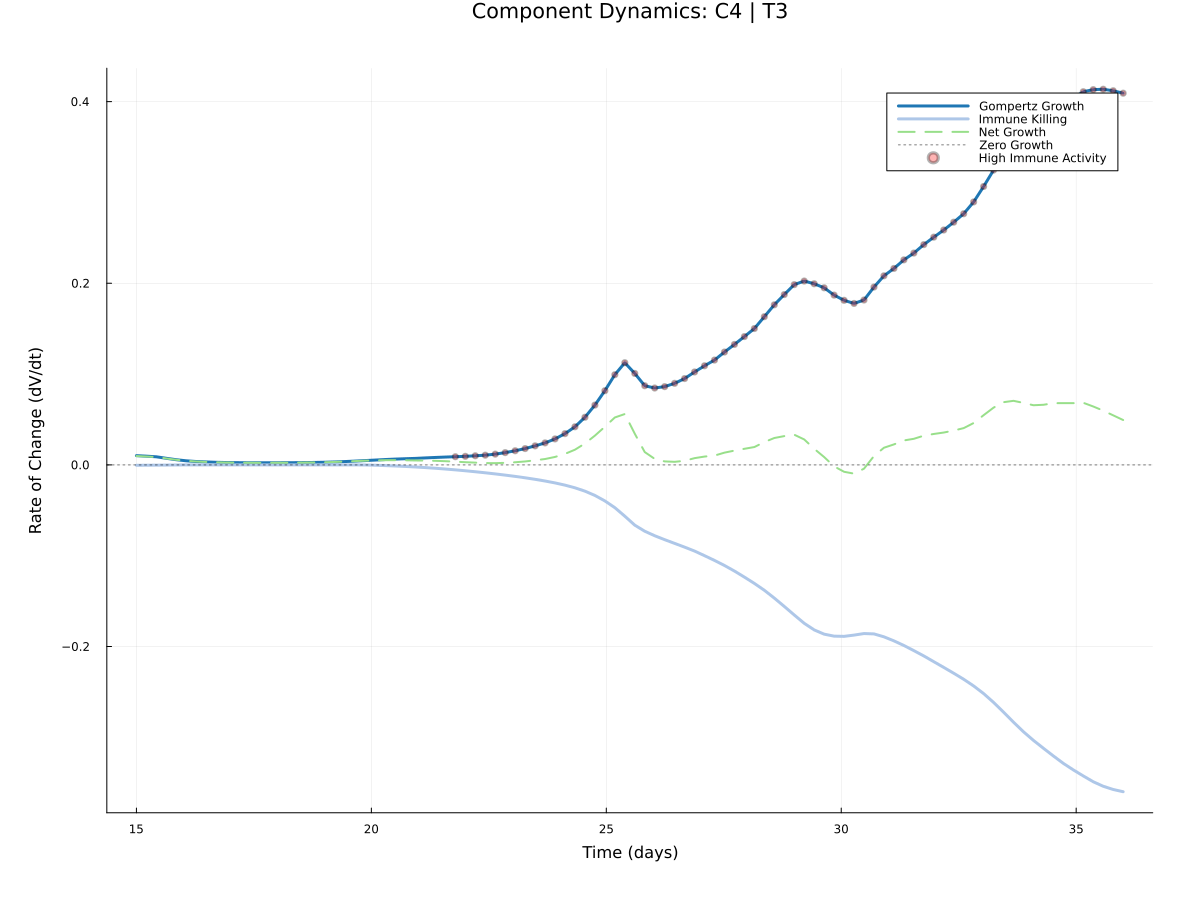 Component Dynamics: C4 | T3
Gompertz Growth
Immune Killing
Net Growth
Zero Growth
High Immune Activity
Rate of Change (dV/dt)
0.4
0.2
0.0
−0.2
15 20 25 30 35
Time (days)